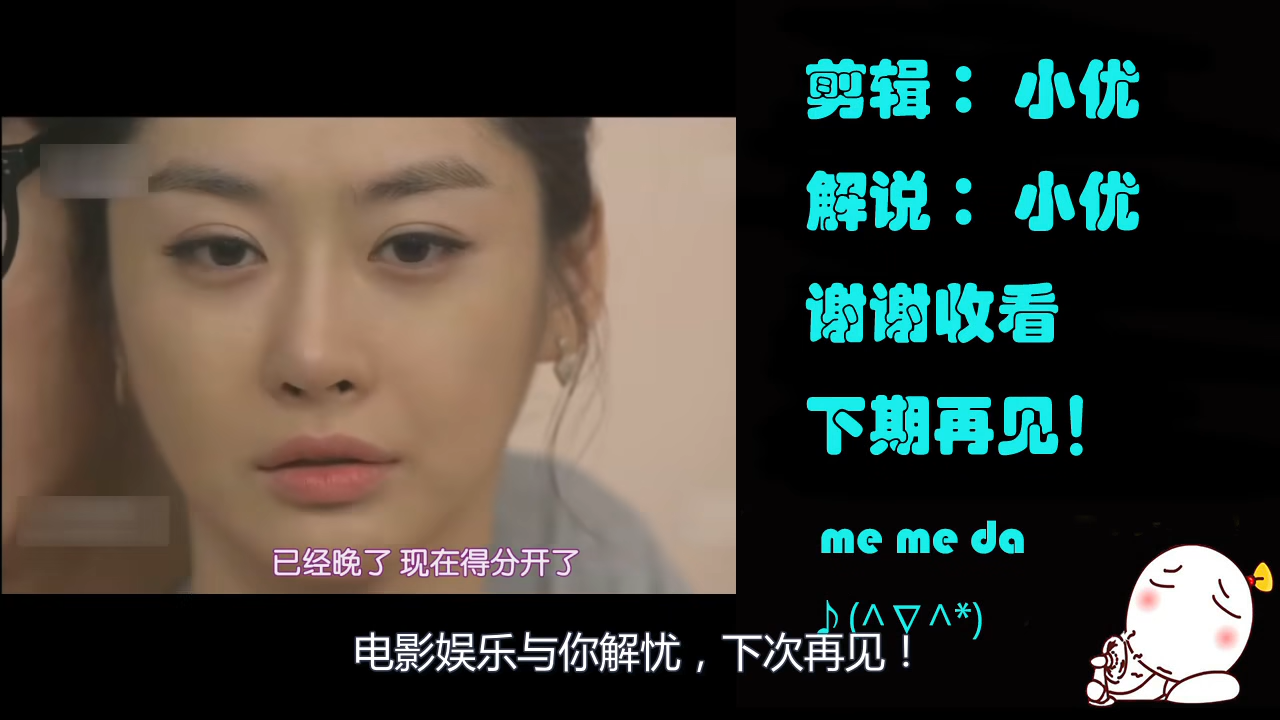 剪辑： 小优
解说： 小优
谢谢收看
下期再见！
me me da
♪(^∇^*)
已经晚了 现在得分开了
电影娱乐与你解忧，下次再见！